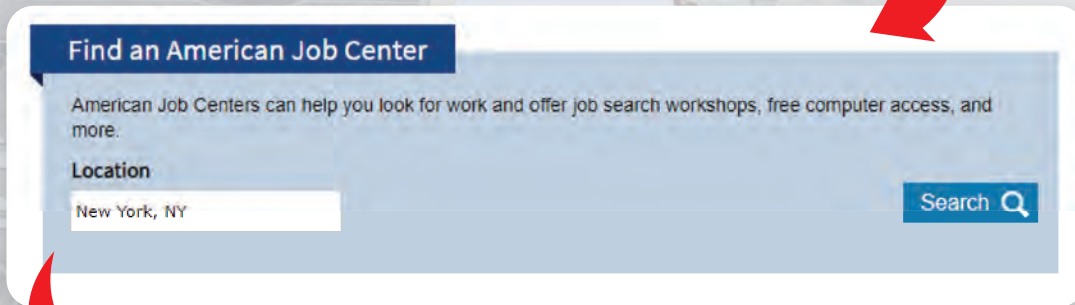 Find an American Job Center
American Job Centers can help you look for work and offer job search workshops, free computer access, and
more.
Location
New York, NY
Search